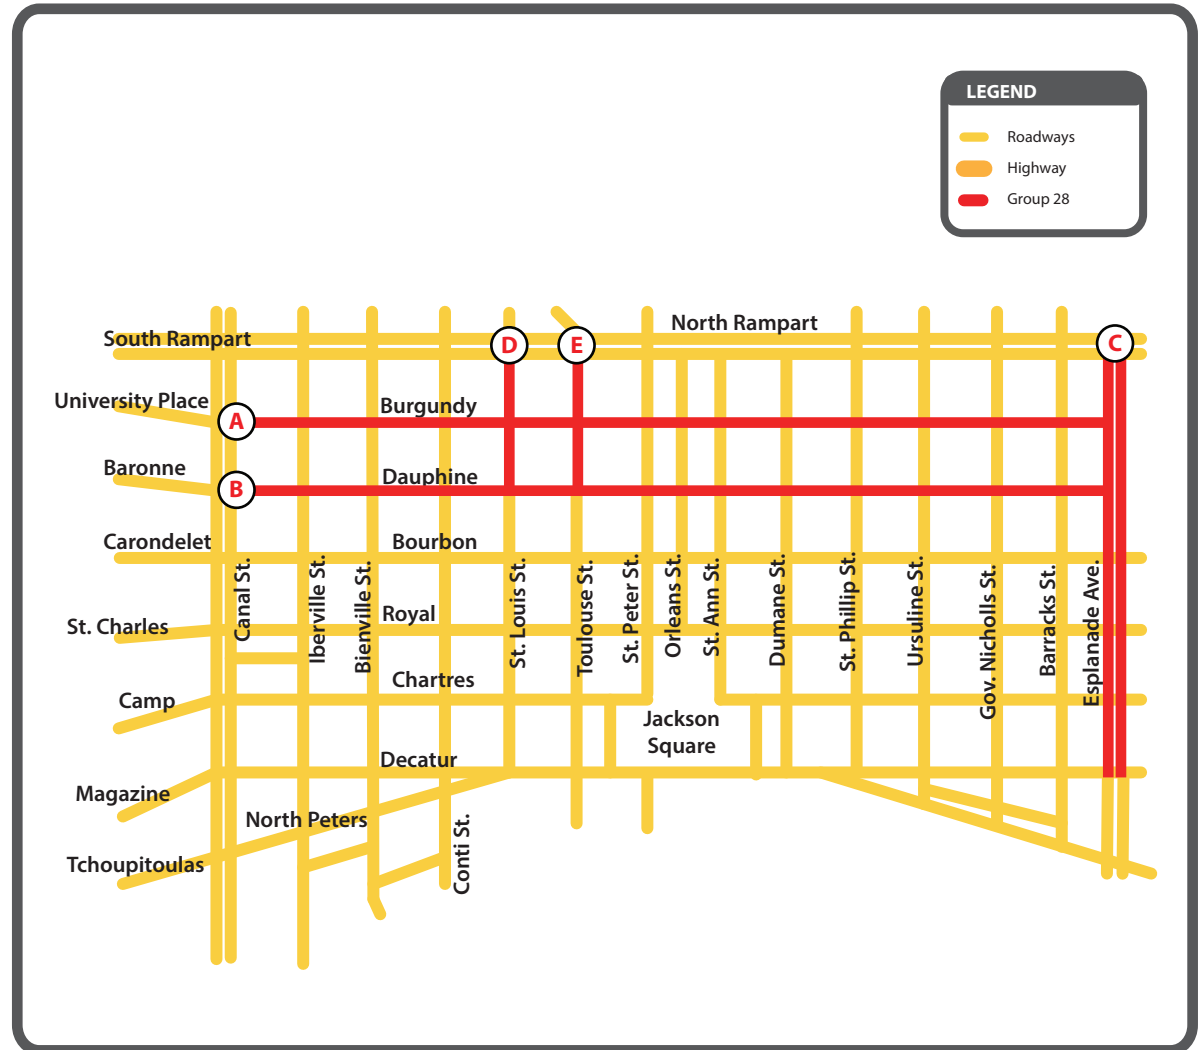 LEGEND
Roadways
Highway
Group 28
North Rampart
South Rampart
D
E
C
University Place
Burgundy
A
Baronne
Dauphine
B
Carondelet
Bourbon
Canal St.
Iberville St.
Bienville St.
St. Louis St.
Toulouse St.
St. Peter St.
Orleans St.
St. Ann St.
Dumane St.
St. Phillip St.
Ursuline St.
Gov. Nicholls St.
Barracks St.
Esplanade Ave.
Royal
St. Charles
Chartres
Camp
Jackson
Square
Decatur
Magazine
North Peters
Conti St.
Tchoupitoulas